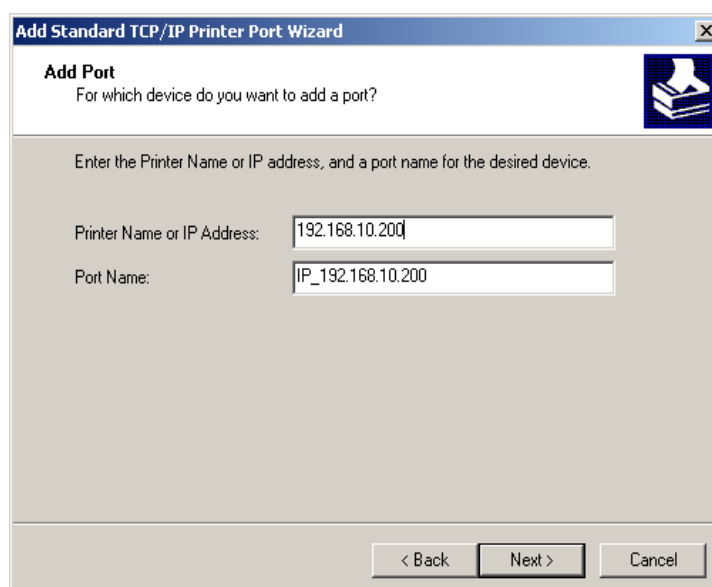 Add Standard TCP/IP Printer Port Wizard
Add Port
For which device do you want to add a port?
Enter the Printer Name or IP address, and a port name for the desired device.
Printer Name or IP Address: 192.168.10.200
Port Name: IP_192.168.10.200
< Back Next > Cancel